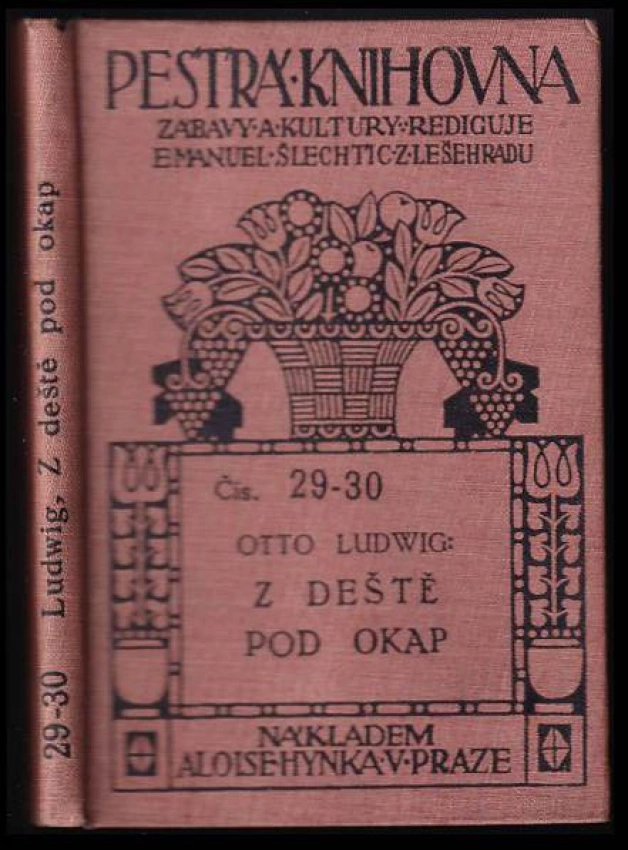 PESTRÁ·KNIHOVNA
ZÁBAVY·A·KULTURY·REDIGUJE
EMANUEL·ŠLECHTIC·Z·LEŠEHRADU
Čís. 29-30
OTTO LUDWIG:
Z DEŠTĚ
POD OKAP
NÁKLADEM
ALOISE·HYNKA·V·PRAZE
29-30 Ludwig, Z deště pod okap